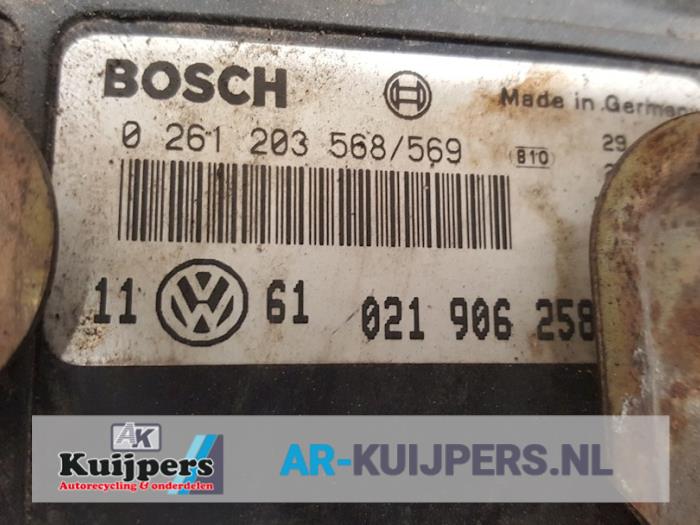 BOSCH
Made in German
0 261 203 568/569
B10
29
11 VW 61 021 906 258
AK
Kuijpers
Autorecycling & onderdelen
AR-KUIJPERS.NL